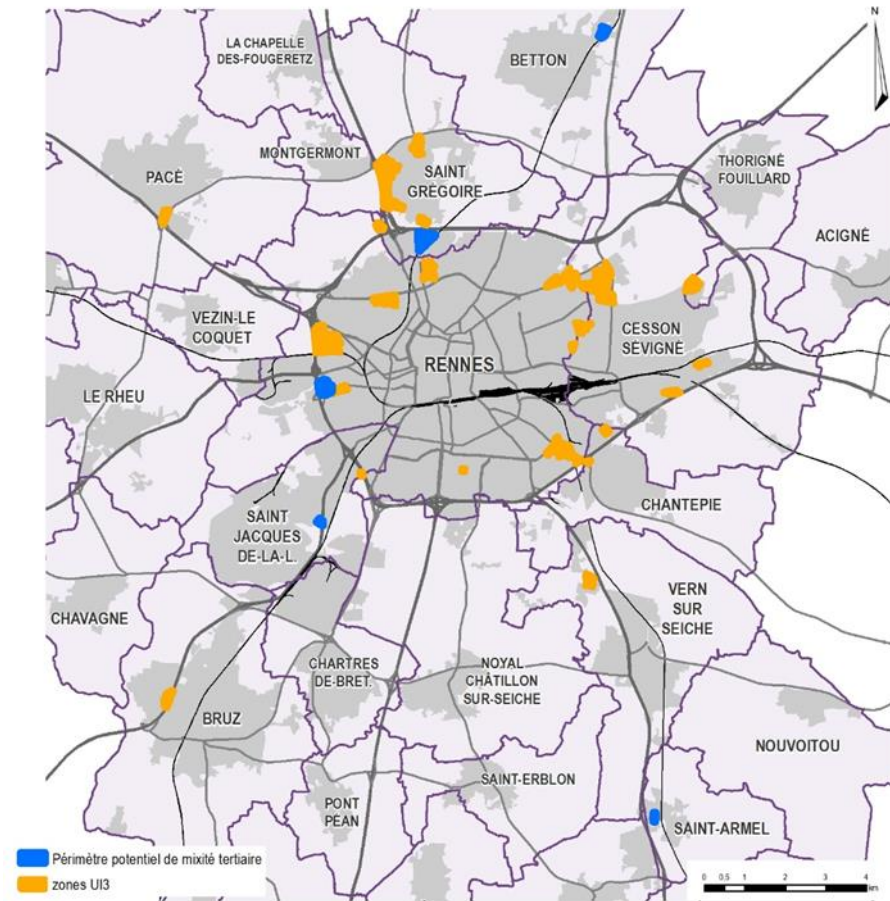 N
LA CHAPELLE
DES-FOUGERETZ
BETTON
MONTGERMONT
THORIGNÉ
FOUILLARD
PACÉ
SAINT
GRÉGOIRE
ACIGNÉ
VEZIN-LE
COQUET
CESSON
SÉVIGNÉ
RENNES
LE RHEU
SAINT
JACQUES
DE-LA-L.
CHANTEPIE
CHAVAGNE
VERN
SUR
SEICHE
CHARTRES
DE-BRET.
NOYAL
CHÂTILLON
SUR-SEICHE
BRUZ
NOUVOITOU
SAINT-ERBLON
PONT
PÉAN
SAINT-ARMEL
Périmètre potentiel de mixité tertiaire
zones UI3
0 0,5 1 2 3 4
km